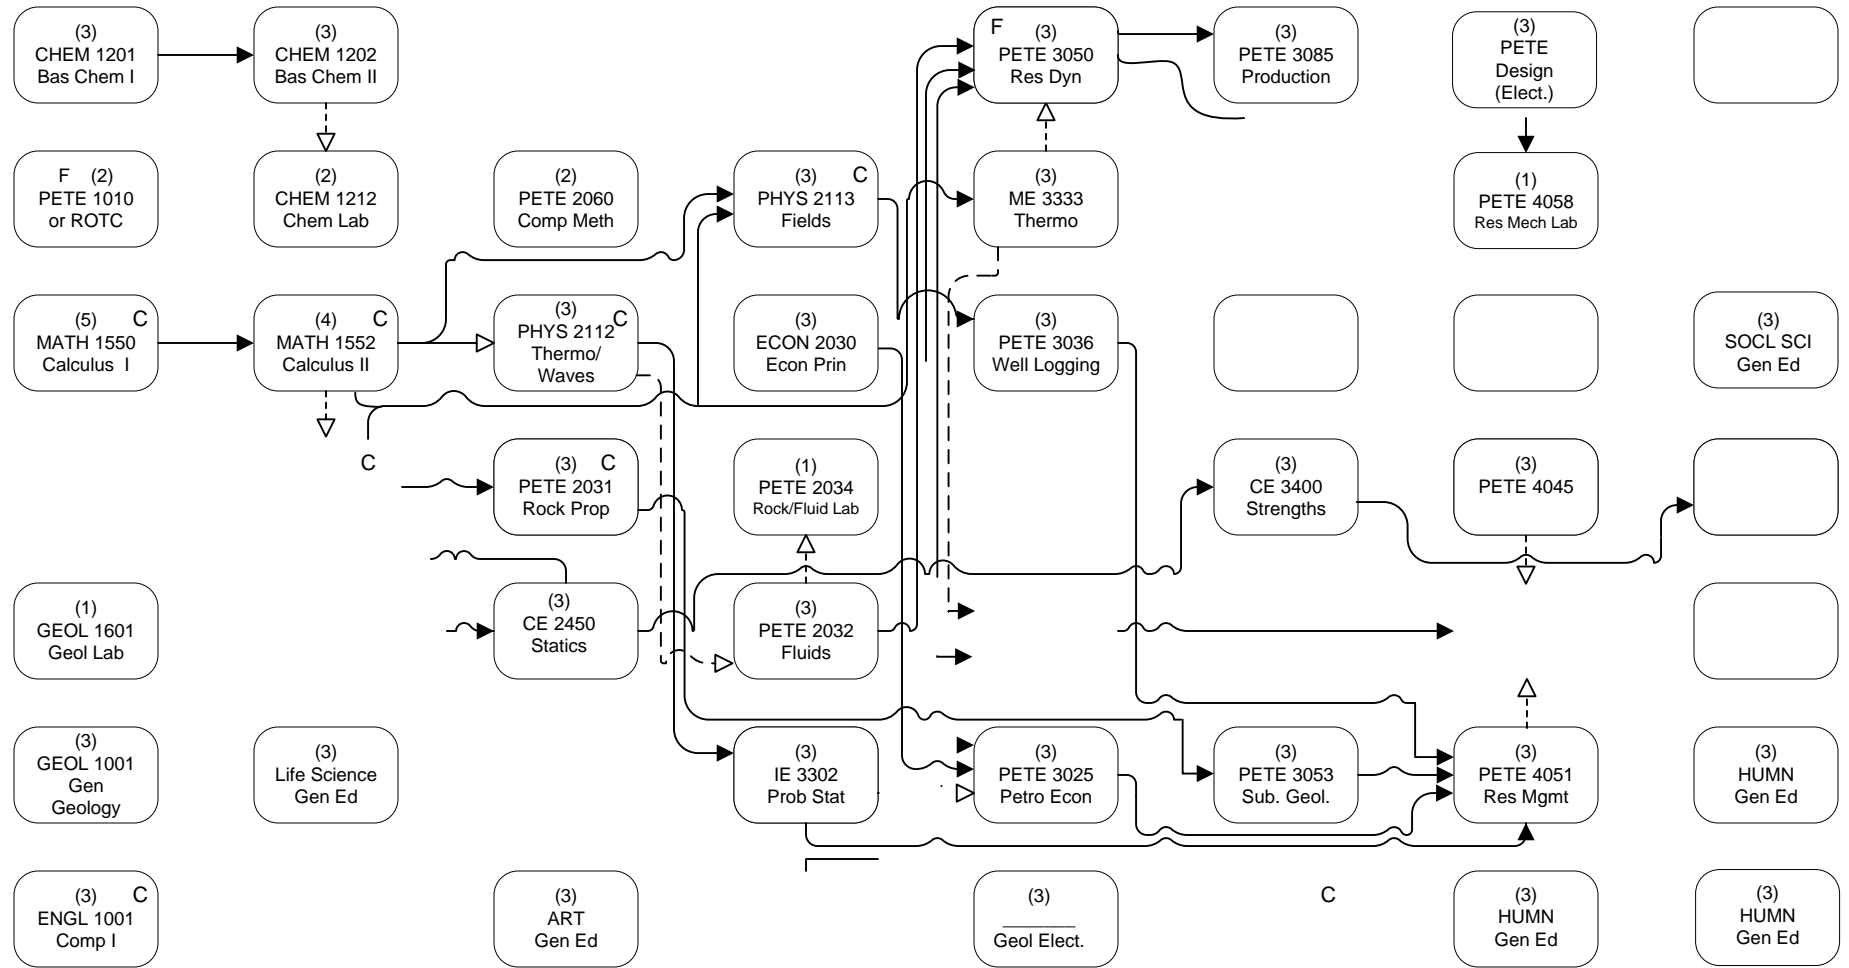 (3)
CHEM 1201
Bas Chem I
(3)
CHEM 1202
Bas Chem II
F
(3)
PETE 3050
Res Dyn
(3)
PETE 3085
Production
(3)
PETE
Design
(Elect.)
F (2)
PETE 1010
or ROTC
(2)
CHEM 1212
Chem Lab
(2)
PETE 2060
Comp Meth
(3) C
PHYS 2113
Fields
(3)
ME 3333
Thermo
(1)
PETE 4058
Res Mech Lab
(5) C
MATH 1550
Calculus I
(4) C
MATH 1552
Calculus II
(3)
PHYS 2112 C
Thermo/
Waves
(3)
ECON 2030
Econ Prin
(3)
PETE 3036
Well Logging
(3)
SOCL SCI
Gen Ed
C
(3) C
PETE 2031
Rock Prop
(1)
PETE 2034
Rock/Fluid Lab
(3)
CE 3400
Strengths
(3)
PETE 4045
(1)
GEOL 1601
Geol Lab
(3)
CE 2450
Statics
(3)
PETE 2032
Fluids
(3)
GEOL 1001
Gen
Geology
(3)
Life Science
Gen Ed
(3)
IE 3302
Prob Stat
(3)
PETE 3025
Petro Econ
(3)
PETE 3053
Sub. Geol.
(3)
PETE 4051
Res Mgmt
(3)
HUMN
Gen Ed
(3) C
ENGL 1001
Comp I
(3)
ART
Gen Ed
(3)
_______
Geol Elect.
C
(3)
HUMN
Gen Ed
(3)
HUMN
Gen Ed